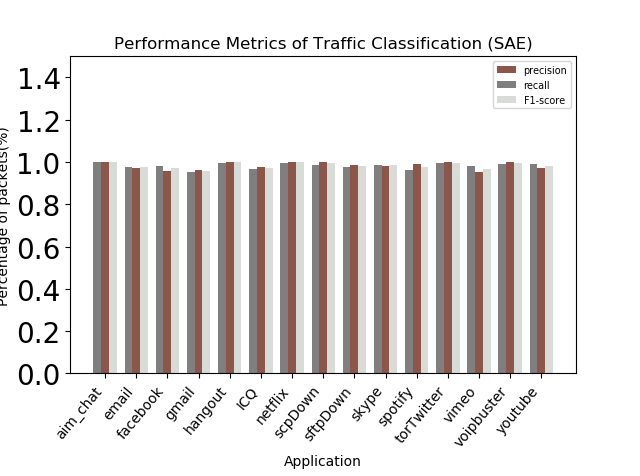 Performance Metrics of Traffic Classification (SAE)
precision
recall
F1-score
1.4
1.2
1.0
0.8
0.6
0.4
0.2
0.0
Percentage of packets(%)
aim_chat
email
facebook
gmail
hangout
ICQ
netflix
scpDown
sftpDown
skype
spotify
torTwitter
vimeo
voipbuster
youtube
Application